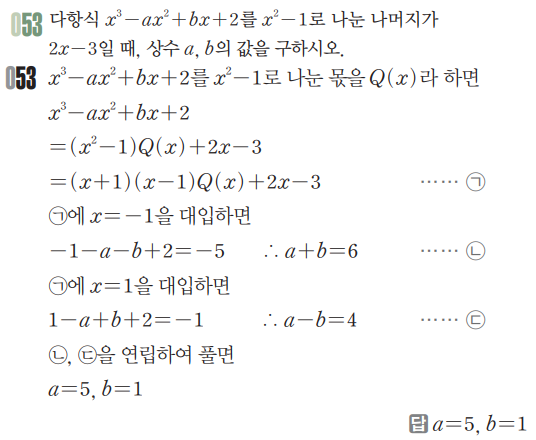 053 다항식 x³-ax²+bx+2를 x²-1로 나눈 나머지가
2x-3일 때, 상수 a, b의 값을 구하시오.
053 x³-ax²+bx+2를 x²-1로 나눈 몫을 Q(x)라 하면
x³-ax²+bx+2
=(x²-1)Q(x)+2x-3
=(x+1)(x-1)Q(x)+2x-3 …… ㉠
㉠에 x=-1을 대입하면
-1-a-b+2=-5 ∴ a+b=6 …… ㉡
㉠에 x=1을 대입하면
1-a+b+2=-1 ∴ a-b=4 …… ㉢
㉡, ㉢을 연립하여 풀면
a=5, b=1
답 a=5, b=1